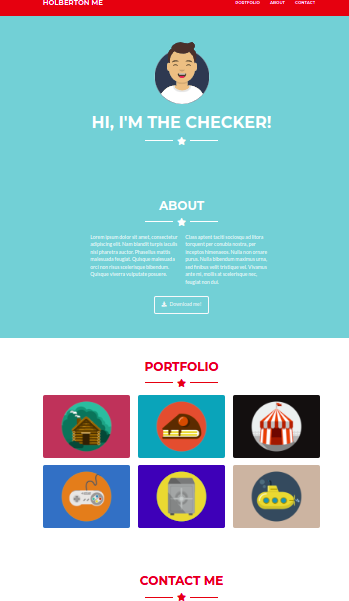 HOLBERTON ME
PORTFOLIO ABOUT CONTACT
HI, I'M THE CHECKER!
ABOUT
Lorem ipsum dolor sit amet, consectetur
adipiscing elit. Nam blandit turpis iaculis
nisl pharetra auctor. Phasellus mattis
malesuada feugiat. Quisque malesuada
orci non risus scelerisque bibendum.
Quisque viverra vulputate posuere.
Class aptent taciti sociosqu ad litora
torquent per conubia nostra, per
inceptos himenaeos. Nulla non ornare
purus. Nulla bibendum maximus urna,
sed finibus velit tristique vel. Vivamus
ante mi, mollis at scelerisque nec,
feugiat non dui.
Download me!
PORTFOLIO
CONTACT ME